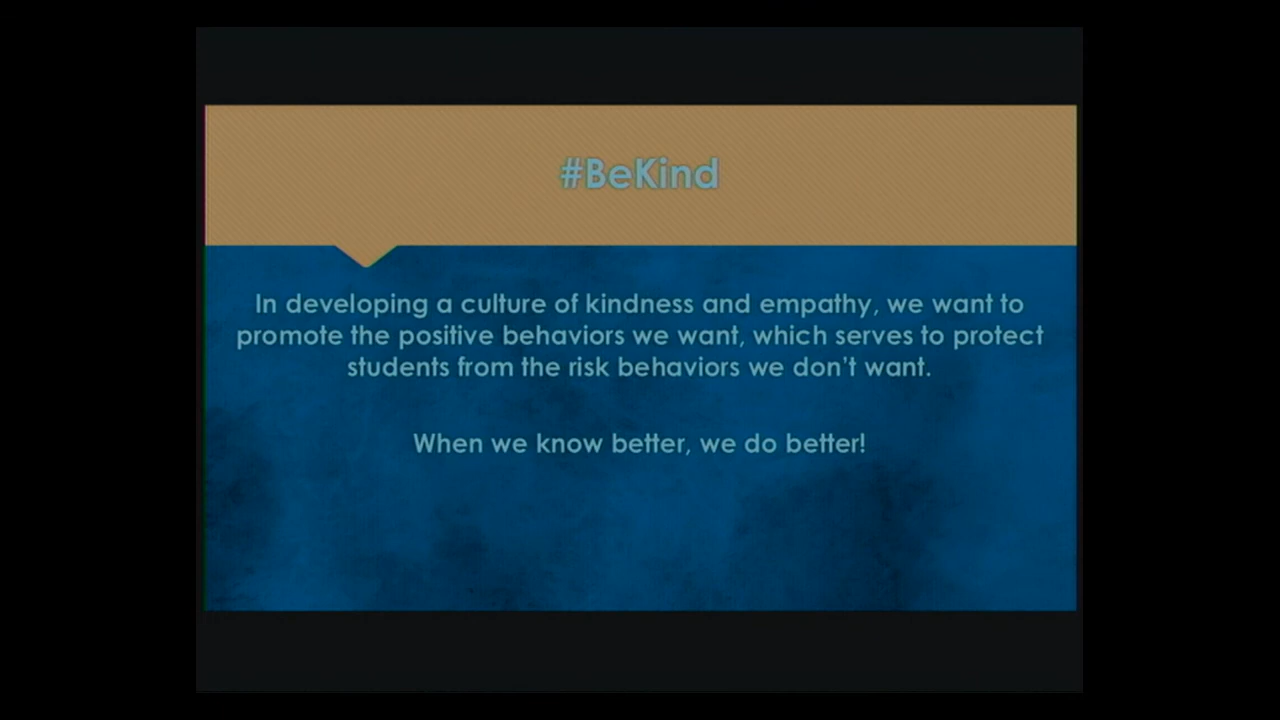 #BeKind
In developing a culture of kindness and empathy, we want to
promote the positive behaviors we want, which serves to protect
students from the risk behaviors we don't want.
When we know better, we do better!